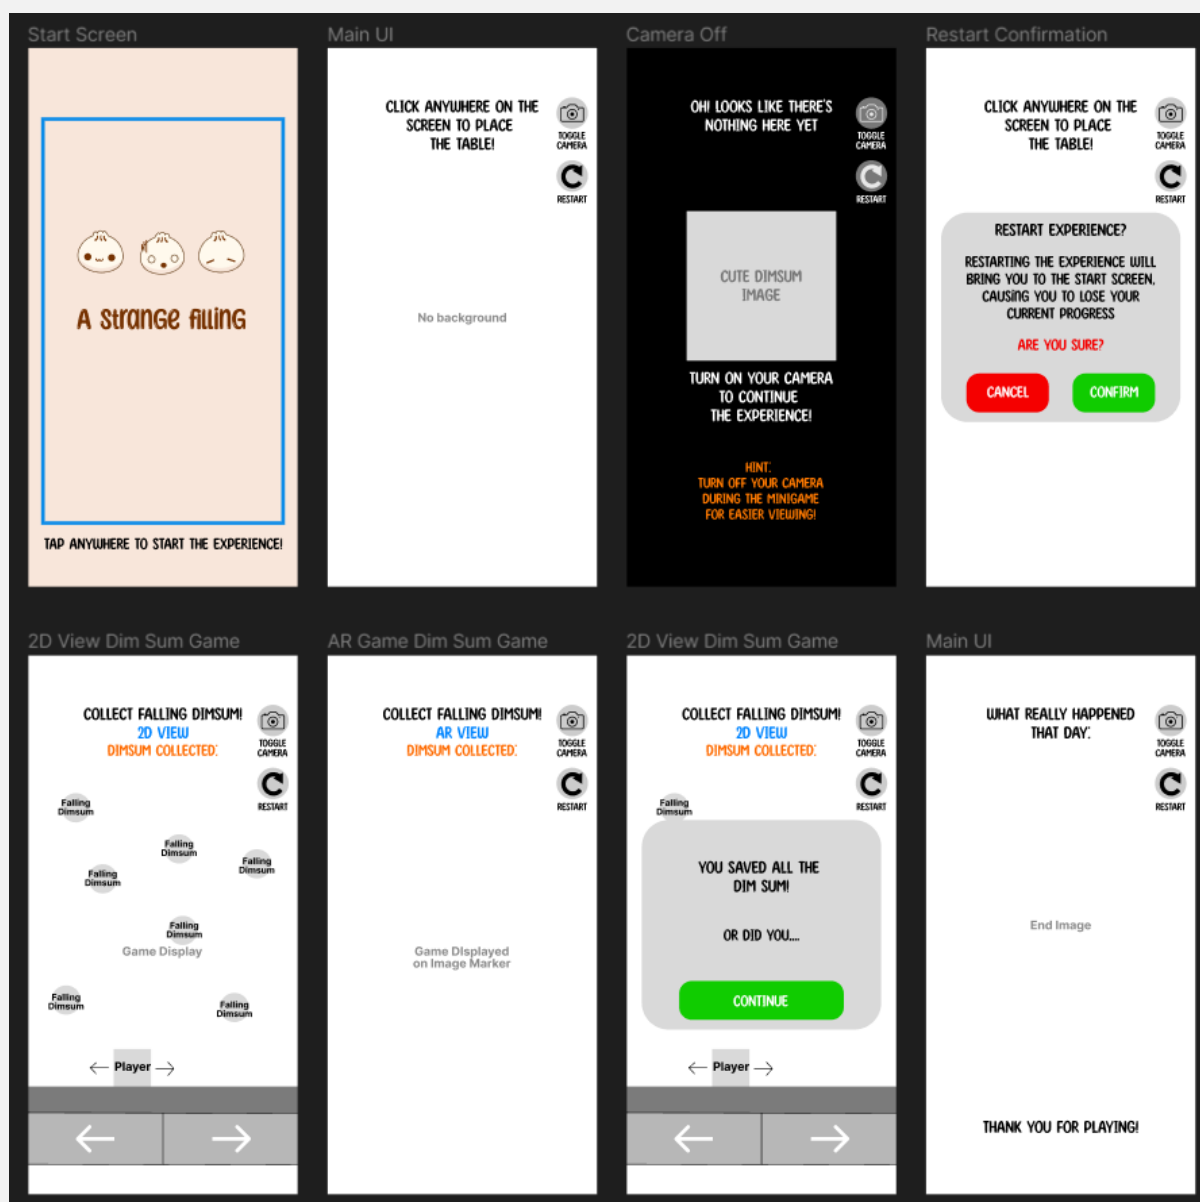 Start Screen
A Strange filling
TAP ANYWHERE TO START THE EXPERIENCE!
Main UI
CLICK ANYWHERE ON THE
SCREEN TO PLACE
THE TABLE!
TOGGLE
CAMERA
RESTART
No background
Camera Off
OH! LOOKS LIKE THERE'S
NOTHING HERE YET
TOGGLE
CAMERA
RESTART
CUTE DIMSUM
IMAGE
TURN ON YOUR CAMERA
TO CONTINUE
THE EXPERIENCE!
HINT:
TURN OFF YOUR CAMERA
DURING THE MINIGAME
FOR EASIER VIEWING!
Restart Confirmation
CLICK ANYWHERE ON THE
SCREEN TO PLACE
THE TABLE!
TOGGLE
CAMERA
RESTART
RESTART EXPERIENCE?
RESTARTING THE EXPERIENCE WILL
BRING YOU TO THE START SCREEN,
CAUSING YOU TO LOSE YOUR
CURRENT PROGRESS
ARE YOU SURE?
CANCEL
CONFIRM
2D View Dim Sum Game
COLLECT FALLING DIMSUM!
2D VIEW
DIMSUM COLLECTED:
TOGGLE
CAMERA
RESTART
Falling
Dimsum
Falling
Dimsum
Falling
Dimsum
Falling
Dimsum
Falling
Dimsum
Game Display
Falling
Dimsum
Falling
Dimsum
Player
AR Game Dim Sum Game
COLLECT FALLING DIMSUM!
AR VIEW
DIMSUM COLLECTED:
TOGGLE
CAMERA
RESTART
Game DIsplayed
on Image Marker
2D View Dim Sum Game
COLLECT FALLING DIMSUM!
2D VIEW
DIMSUM COLLECTED:
TOGGLE
CAMERA
RESTART
Falling
Dimsum
YOU SAVED ALL THE
DIM SUM!
OR DID YOU....
CONTINUE
Player
Main UI
WHAT REALLY HAPPENED
THAT DAY:
TOGGLE
CAMERA
RESTART
End Image
THANK YOU FOR PLAYING!